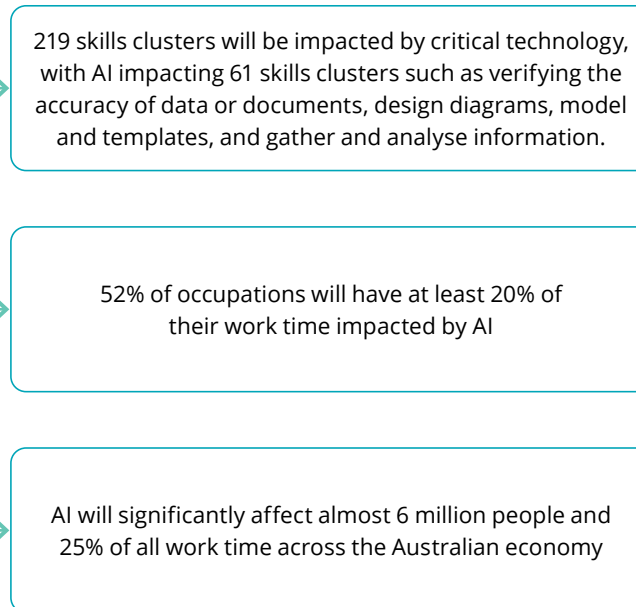 219 skills clusters will be impacted by critical technology,
with AI impacting 61 skills clusters such as verifying the
accuracy of data or documents, design diagrams, model
and templates, and gather and analyse information.
52% of occupations will have at least 20% of
their work time impacted by AI
AI will significantly affect almost 6 million people and
25% of all work time across the Australian economy